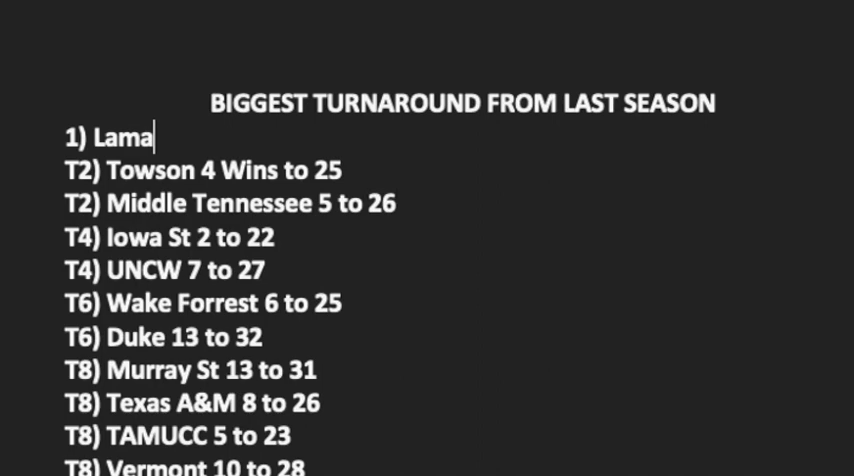 BIGGEST TURNAROUND FROM LAST SEASON
1) Lama
T2) Towson 4 Wins to 25
T2) Middle Tennessee 5 to 26
T4) Iowa St 2 to 22
T4) UNCW 7 to 27
T6) Wake Forrest 6 to 25
T6) Duke 13 to 32
T8) Murray St 13 to 31
T8) Texas A&M 8 to 26
T8) TAMUCC 5 to 23
T8) Vermont 10 to 28